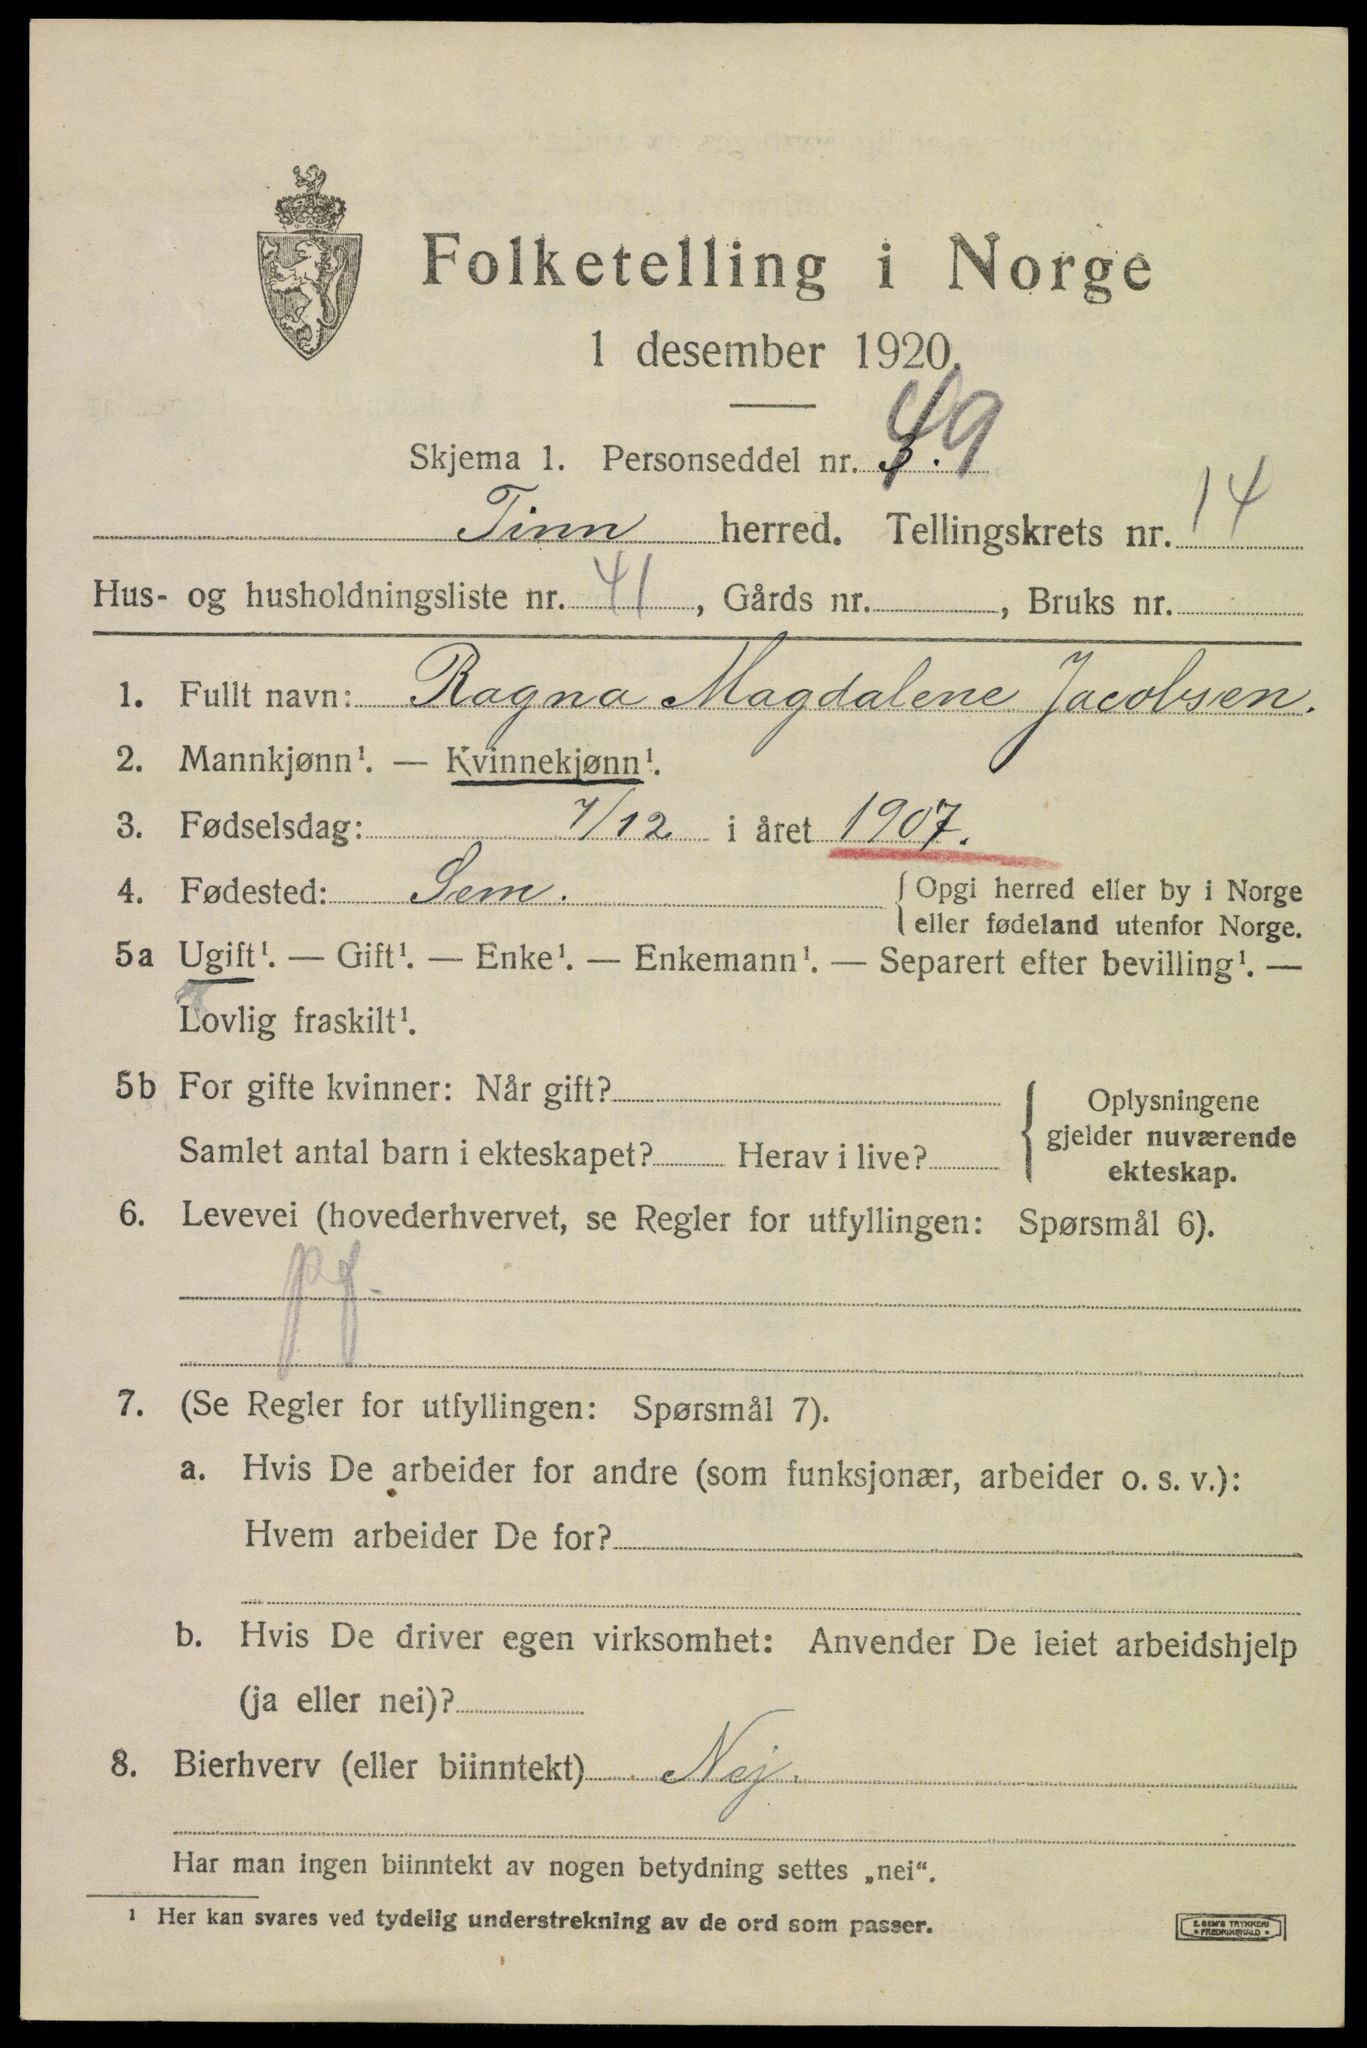 Folketelling i Norge
1 desember 1920.
Skjema 1. Personseddel nr. 49
Tinn herred. Tellingskrets nr. 14
Hus- og husholdningsliste nr. 41, Gårds nr. , Bruks nr.
1. Fullt navn: Ragna Magdalene Jacobsen.
2. Mannkjønn¹. — Kvinnekjønn¹.
3. Fødselsdag: 7/12 i året 1907.
4. Fødested: Sem. { Opgi herred eller by i Norge
eller fødeland utenfor Norge.
5a Ugift¹. — Gift¹. — Enke¹. — Enkemann¹. — Separert efter bevilling¹. —
Lovlig fraskilt¹.
5b For gifte kvinner: Når gift? { Oplysningene
gjelder nuværende
Samlet antal barn i ekteskapet? Herav i live?
ekteskap.
6. Levevei (hovederhvervet, se Regler for utfyllingen: Spørsmål 6).
pf.
7. (Se Regler for utfyllingen: Spørsmål 7).
a. Hvis De arbeider for andre (som funksjonær, arbeider o. s. v.):
Hvem arbeider De for?
b. Hvis De driver egen virksomhet: Anvender De leiet arbeidshjelp
(ja eller nei)?
8. Bierhverv (eller biinntekt) Nej.
Har man ingen biinntekt av nogen betydning settes „nei“.
¹ Her kan svares ved tydelig understrekning av de ord som passer.
E. SEM'S TRYKKERI
FREDRIKSHALD